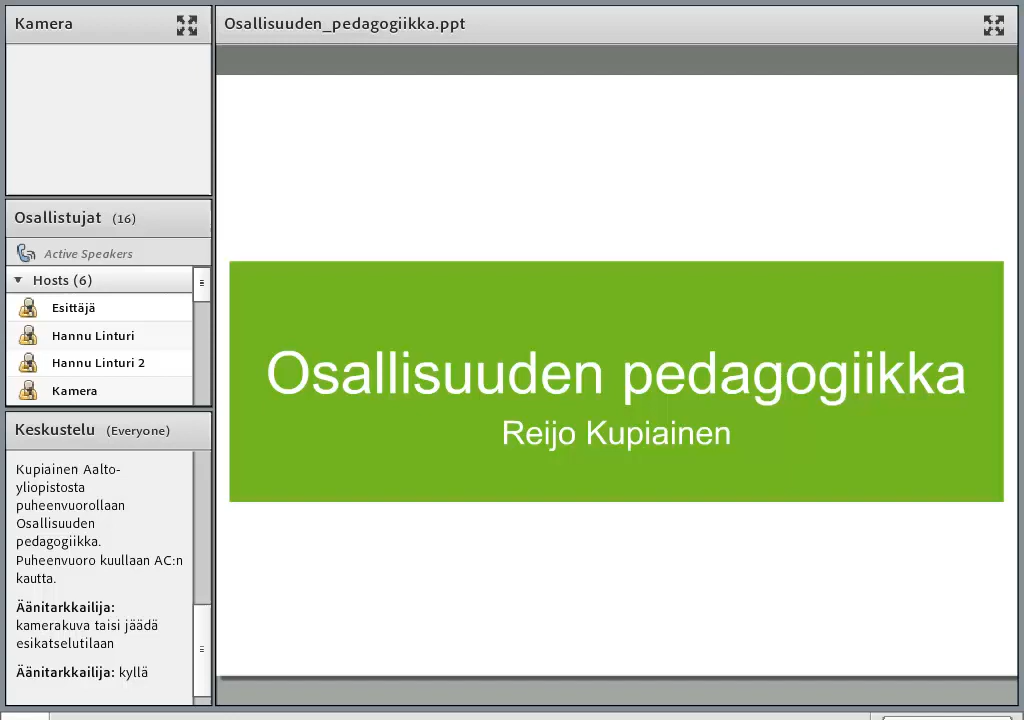 Kamera
Osallistujat (16)
Active Speakers
Hosts (6)
Esittäjä
Hannu Linturi
Hannu Linturi 2
Kamera
Keskustelu (Everyone)
Kupiainen Aalto-
yliopistosta
puheenvuorollaan
Osallisuuden
pedagogiikka.
Puheenvuoro kuullaan AC:n
kautta.
Äänitarkkailija:
kamerakuva taisi jäädä
esikatselutilaan
Äänitarkkailija: kyllä
Osallisuuden_pedagogiikka.ppt
Osallisuuden pedagogiikka
Reijo Kupiainen